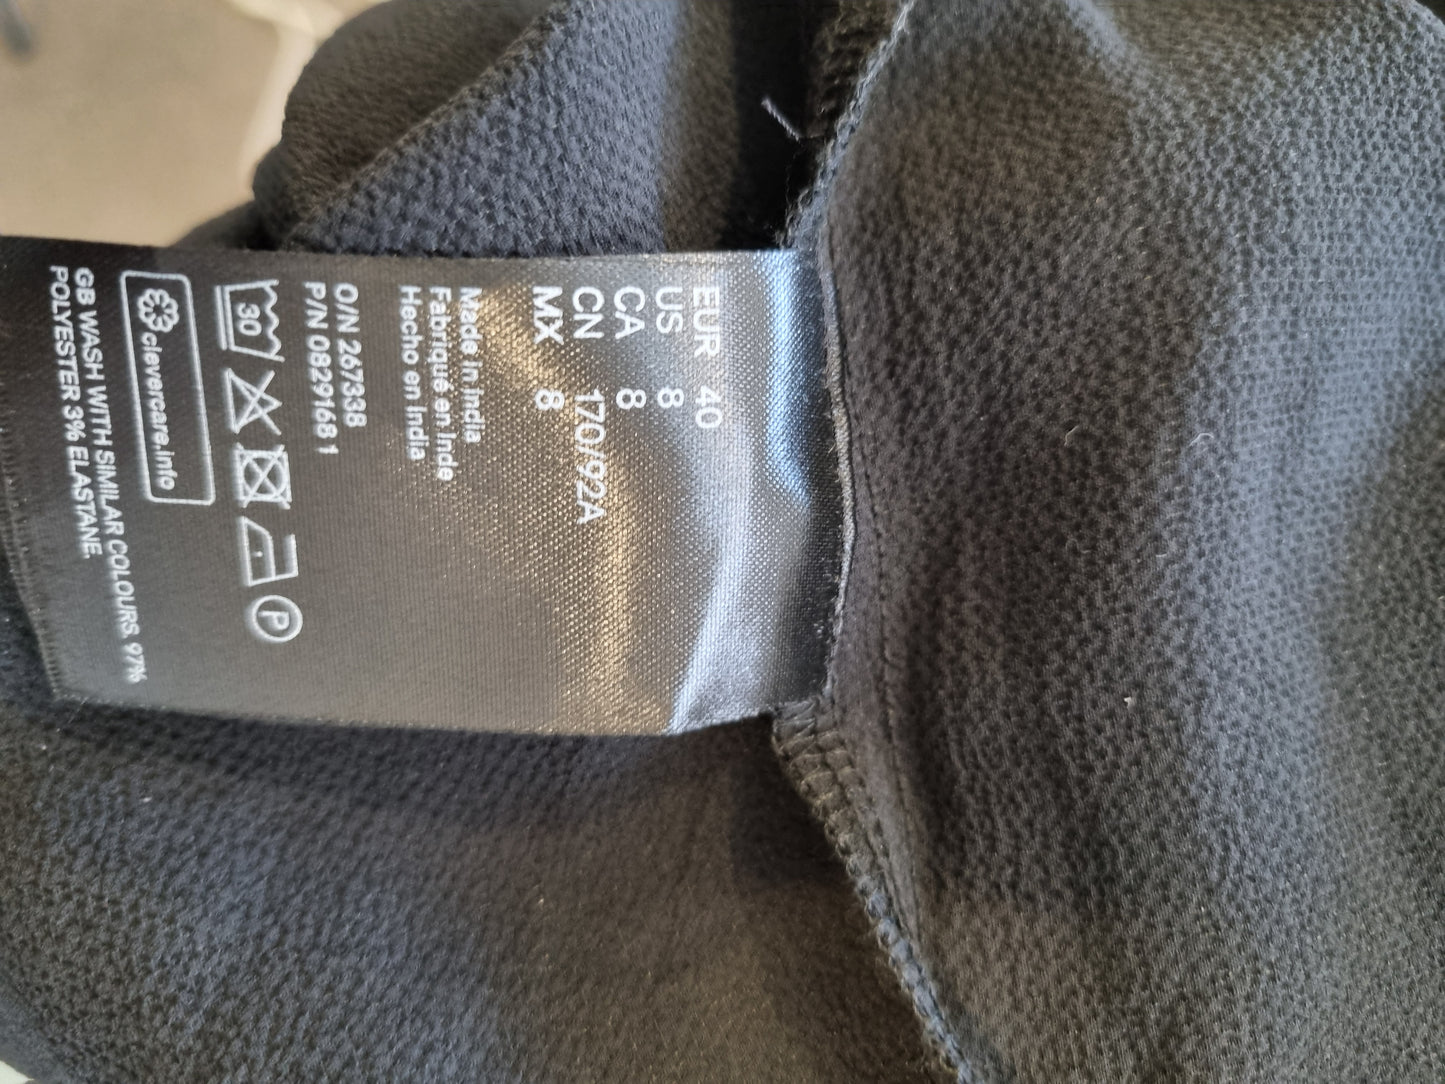 EUR 40
US 8
CA 8
CN 170/92A
MX 8
Made in India
Fabriqué en Inde
Hecho en India
O/N 267338
P/N 0829168 1
30
P
clevercare.info
GB WASH WITH SIMILAR COLOURS. 97%
POLYESTER 3% ELASTANE.